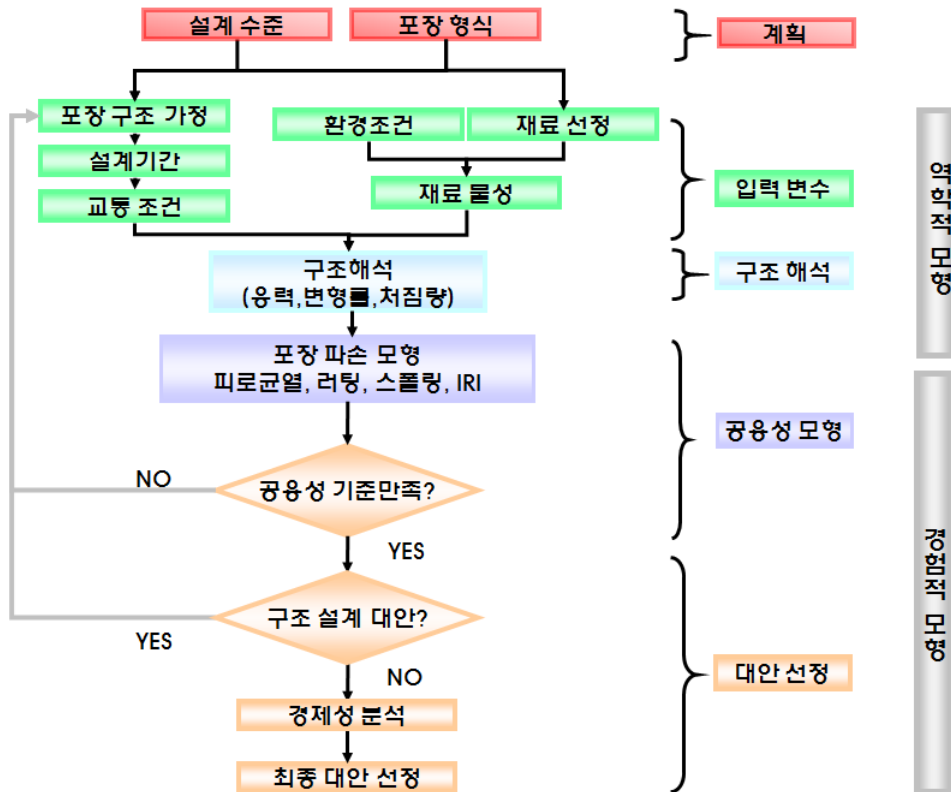 설계 수준
포장 형식
계획
포장 구조 가정
환경조건
재료 선정
설계기간
재료 물성
입력 변수
교통 조건
역학적 모형
구조해석
(응력,변형률,처짐량)
구조 해석
포장 파손 모형
피로균열, 러팅, 스폴링, IRI
공용성 모형
공용성 기준만족?
NO
YES
구조 설계 대안?
YES
NO
대안 선정
경험적 모형
경제성 분석
최종 대안 선정